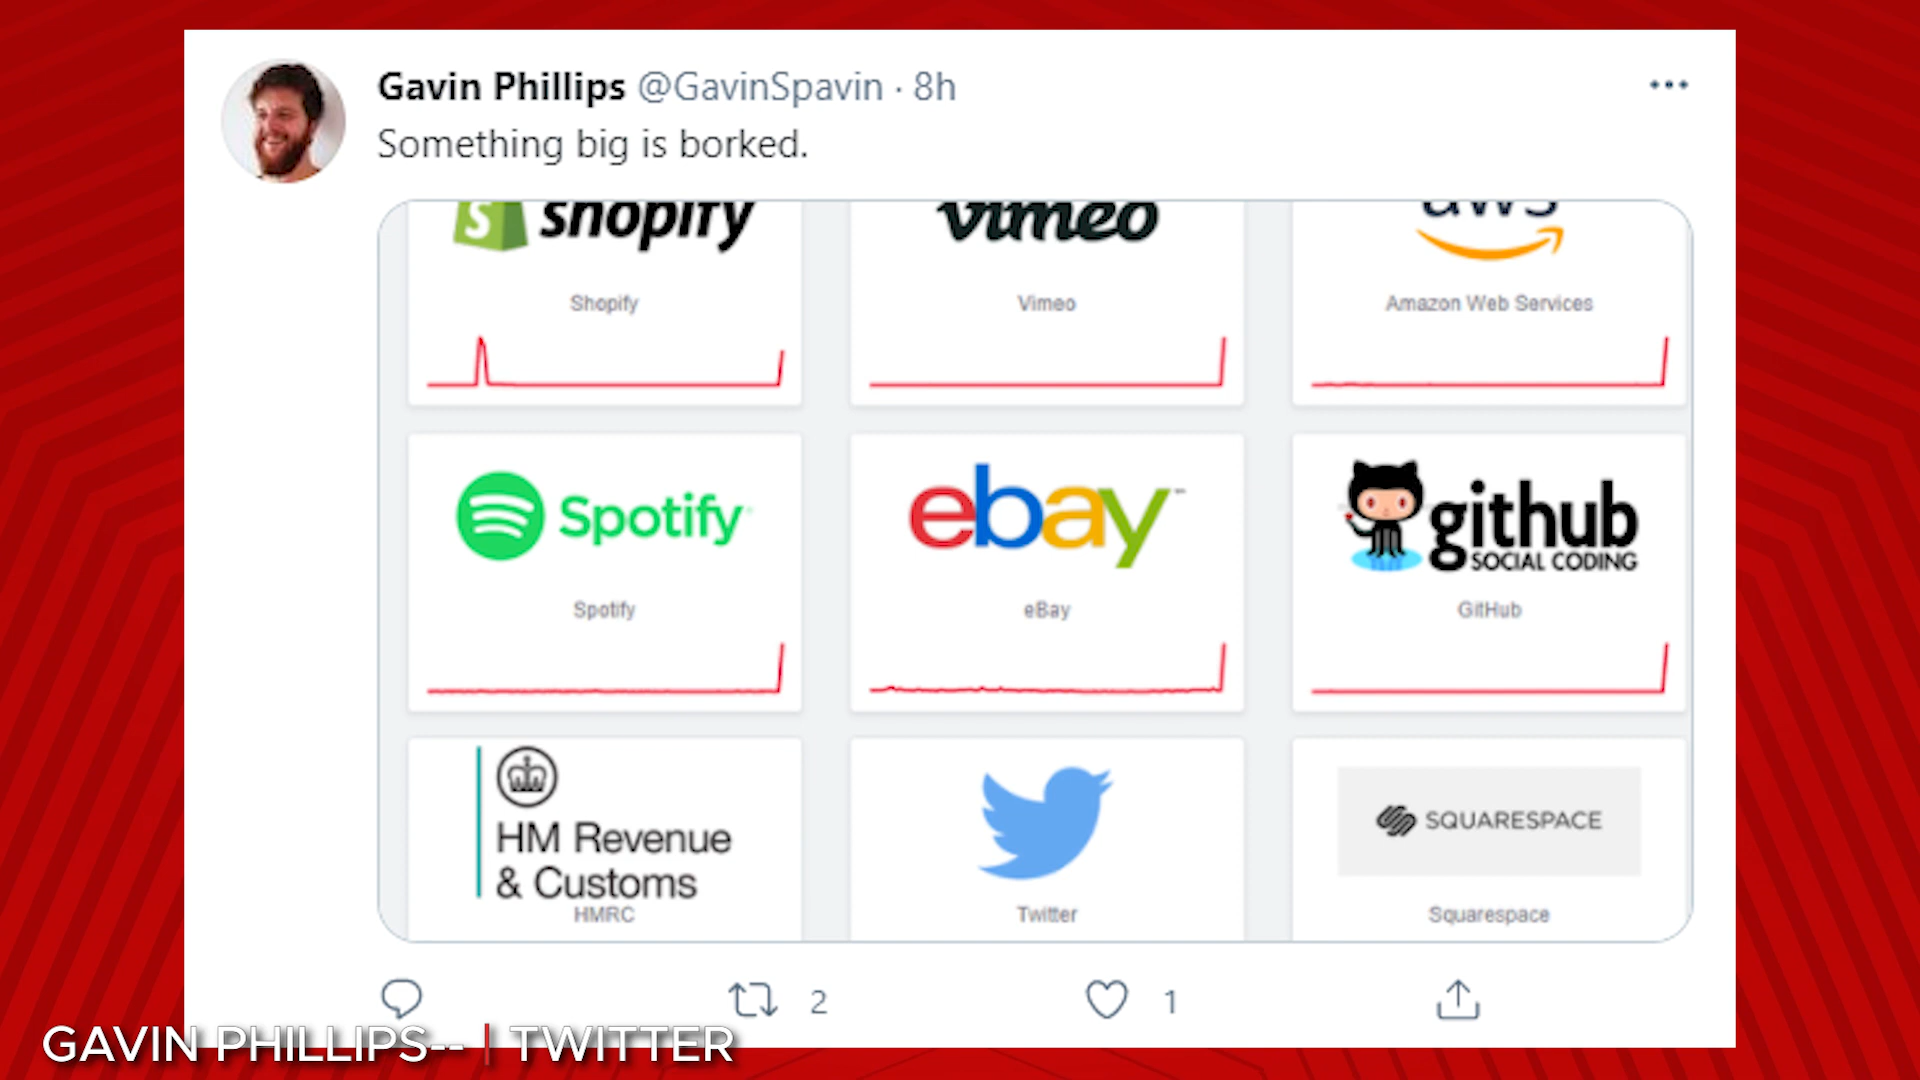 Gavin Phillips @GavinSpavin · 8h
Something big is borked.
shopify
vimeo
aws
Shopify
Vimeo
Amazon Web Services
Spotify
ebay
github
SOCIAL CODING
Spotify
eBay
GitHub
HM Revenue
& Customs
SQUARESPACE
HMRC
Twitter
Squarespace
2
1
GAVIN PHILLIPS-- | TWITTER